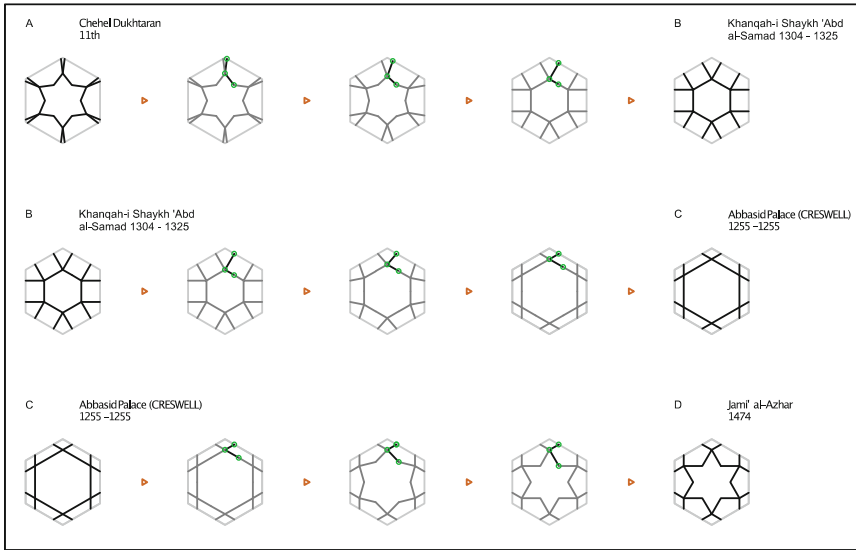 A
Chehel Dukhtaran
11th
B
Khanqah-i Shaykh 'Abd
al-Samad 1304 - 1325
B
Khanqah-i Shaykh 'Abd
al-Samad 1304 - 1325
C
Abbasid Palace (CRESWELL)
1255 –1255
C
Abbasid Palace (CRESWELL)
1255 –1255
D
Jami' al–Azhar
1474